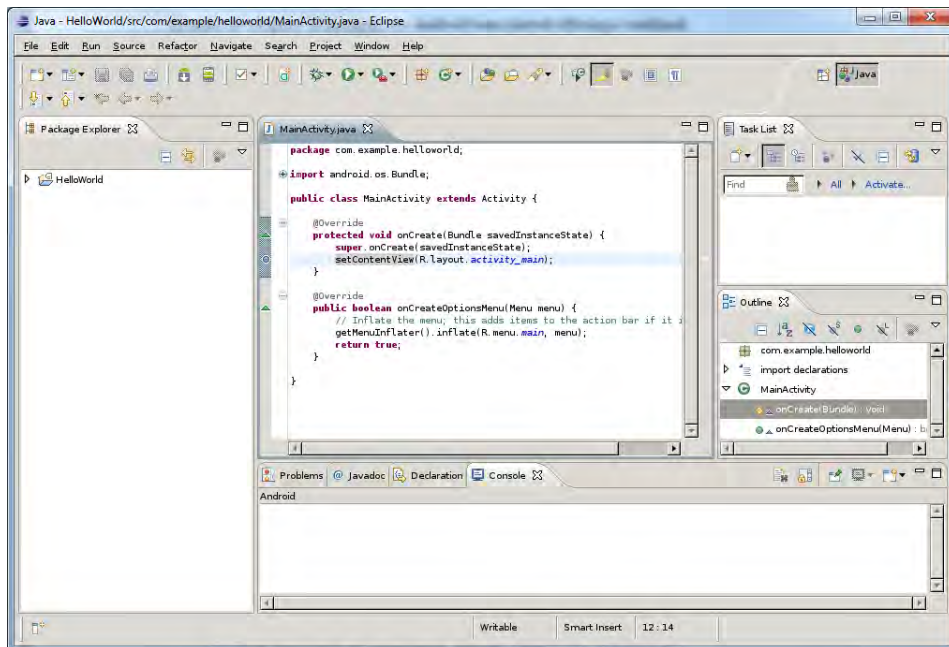 Java - HelloWorld/src/com/example/helloworld/MainActivity.java - Eclipse
File Edit Run Source Refactor Navigate Search Project Window Help
Java
Package Explorer
HelloWorld
MainActivity.java
package com.example.helloworld;
import android.os.Bundle;
public class MainActivity extends Activity {
@Override
protected void onCreate(Bundle savedInstanceState) {
super.onCreate(savedInstanceState);
setContentView(R.layout.activity_main);
}
@Override
public boolean onCreateOptionsMenu(Menu menu) {
// Inflate the menu; this adds items to the action bar if it i
getMenuInflater().inflate(R.menu.main, menu);
return true;
}
}
Task List
Find All Activate...
Outline
com.example.helloworld
import declarations
MainActivity
onCreate(Bundle) : void
onCreateOptionsMenu(Menu) : b
Problems @ Javadoc Declaration Console
Android
Writable Smart Insert 12:14